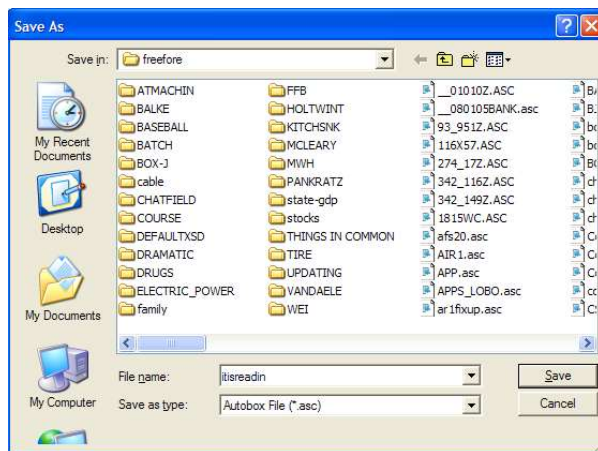 Save As
Save in: freefore
My Recent Documents
Desktop
My Documents
My Computer
ATMACHIN
BALKE
BASEBALL
BATCH
BOX-J
cable
CHATFIELD
COURSE
DEFAULTXSD
DRAMATIC
DRUGS
ELECTRIC_POWER
family
FFB
HOLTWINT
KITCHSNK
MCLEARY
MWH
PANKRATZ
state-gdp
stocks
THINGS IN COMMON
TIRE
UPDATING
VANDAELE
WEI
__01010Z.ASC
__080105BANK.asc
93_951Z.ASC
116X57.ASC
274_17Z.ASC
342_116Z.ASC
342_149Z.ASC
1815WC.ASC
afs20.asc
AIR1.asc
APP.asc
APPS_LOBO.asc
ar1fixup.asc
File name: itisreadin
Save
Save as type: Autobox File (*.asc)
Cancel